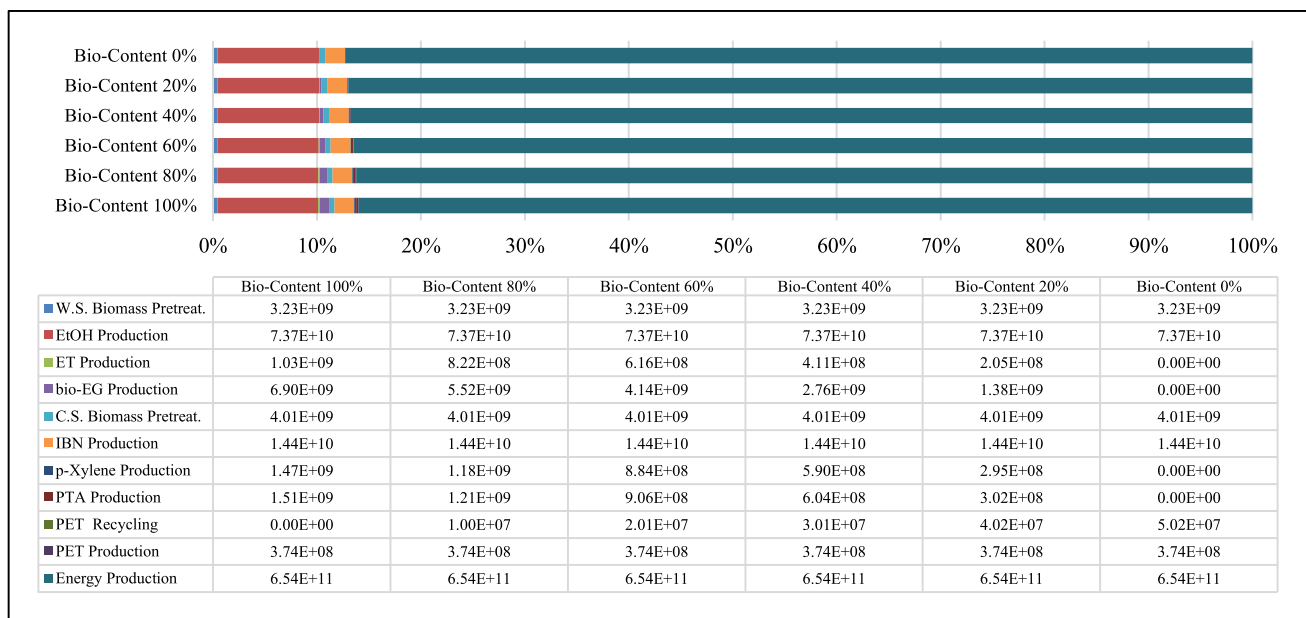 Bio-Content 0%
Bio-Content 20%
Bio-Content 40%
Bio-Content 60%
Bio-Content 80%
Bio-Content 100%
0% 10% 20% 30% 40% 50% 60% 70% 80% 90% 100%
Bio-Content 100% Bio-Content 80% Bio-Content 60% Bio-Content 40% Bio-Content 20% Bio-Content 0%
W.S. Biomass Pretreat. 3.23E+09 3.23E+09 3.23E+09 3.23E+09 3.23E+09 3.23E+09
EtOH Production 7.37E+10 7.37E+10 7.37E+10 7.37E+10 7.37E+10 7.37E+10
ET Production 1.03E+09 8.22E+08 6.16E+08 4.11E+08 2.05E+08 0.00E+00
bio-EG Production 6.90E+09 5.52E+09 4.14E+09 2.76E+09 1.38E+09 0.00E+00
C.S. Biomass Pretreat. 4.01E+09 4.01E+09 4.01E+09 4.01E+09 4.01E+09 4.01E+09
IBN Production 1.44E+10 1.44E+10 1.44E+10 1.44E+10 1.44E+10 1.44E+10
p-Xylene Production 1.47E+09 1.18E+09 8.84E+08 5.90E+08 2.95E+08 0.00E+00
PTA Production 1.51E+09 1.21E+09 9.06E+08 6.04E+08 3.02E+08 0.00E+00
PET Recycling 0.00E+00 1.00E+07 2.01E+07 3.01E+07 4.02E+07 5.02E+07
PET Production 3.74E+08 3.74E+08 3.74E+08 3.74E+08 3.74E+08 3.74E+08
Energy Production 6.54E+11 6.54E+11 6.54E+11 6.54E+11 6.54E+11 6.54E+11